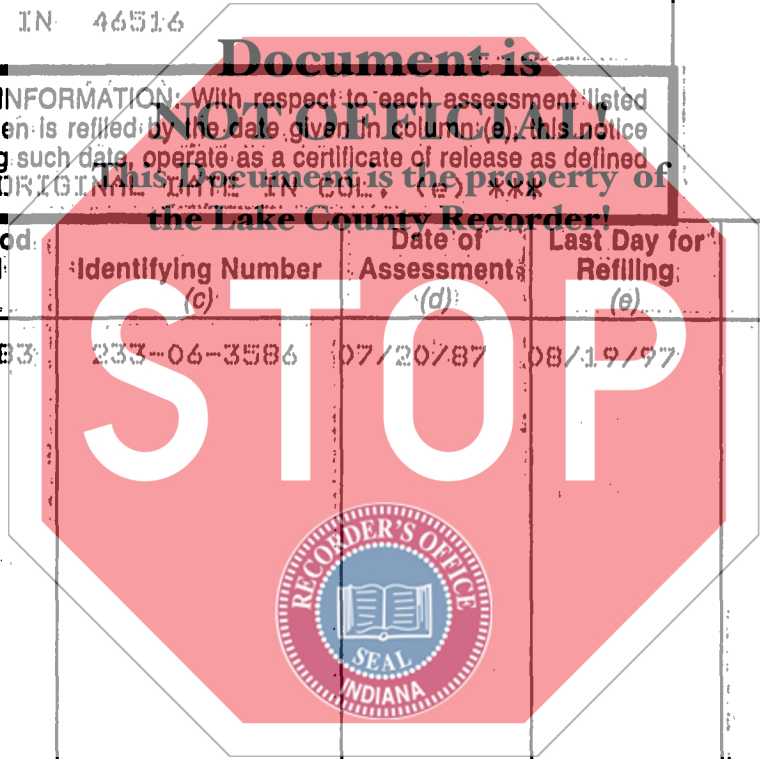 IN 46516
Document is
INFORMATION: With respect to each assessment listed
NOT OFFICIAL!
en is refiled by the date given in column (e), this notice
g such date, operate as a certificate of release as defined
This Document is the property of
ORIGINAL DATE IN COL. (e) ***
the Lake County Recorder!
od
Identifying Number
(c)
Date of
Assessment
(d)
Last Day for
Refiling
(e)
83 233-06-3586 07/20/87 08/19/97
STOP
RECORDER'S OFFICE
SEAL
INDIANA